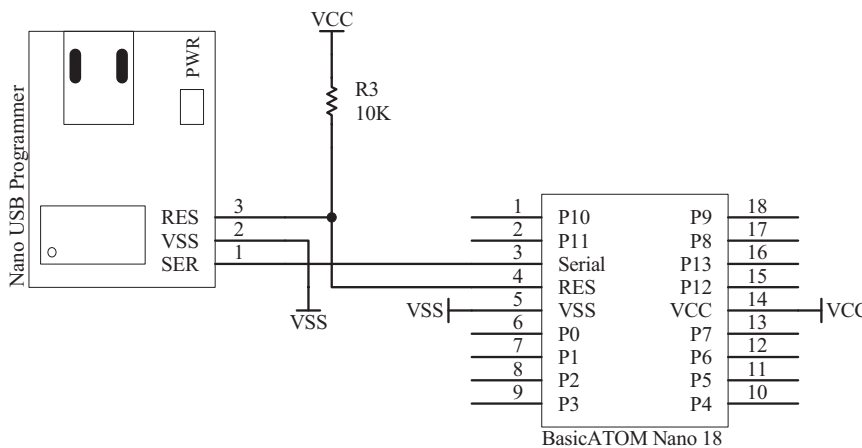 VCC
R3
10K
Nano USB Programmer
PWR
RES 3
VSS 2
SER 1
VSS
1 P10 P9 18
2 P11 P8 17
3 Serial P13 16
4 RES P12 15
VSS 5 VSS VCC 14 VCC
6 P0 P7 13
7 P1 P6 12
8 P2 P5 11
9 P3 P4 10
BasicATOM Nano 18